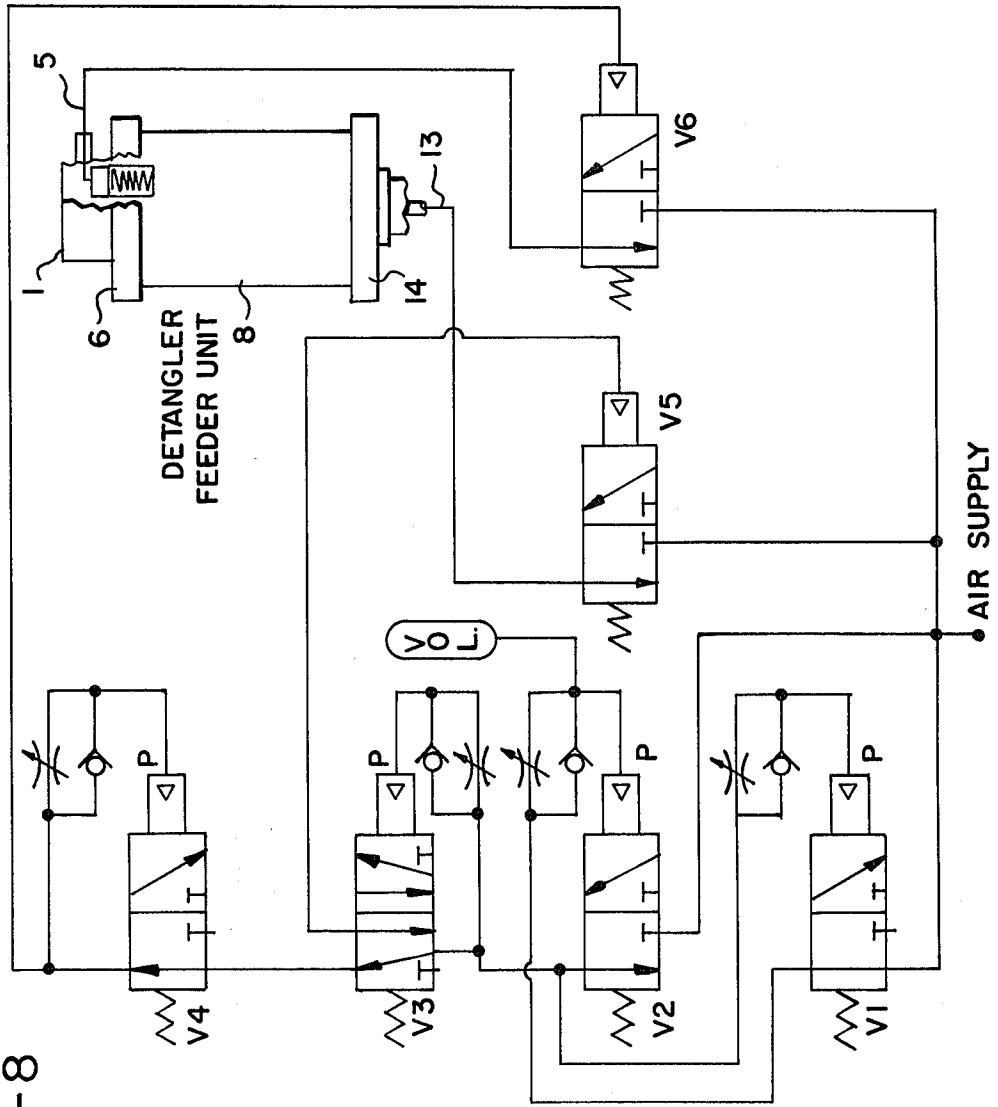 5
1
6
DETANGLER
FEEDER UNIT
8
14
13
V6
V5
VOL.
P
P
P
P
V4
V3
V2
V1
AIR SUPPLY
-8